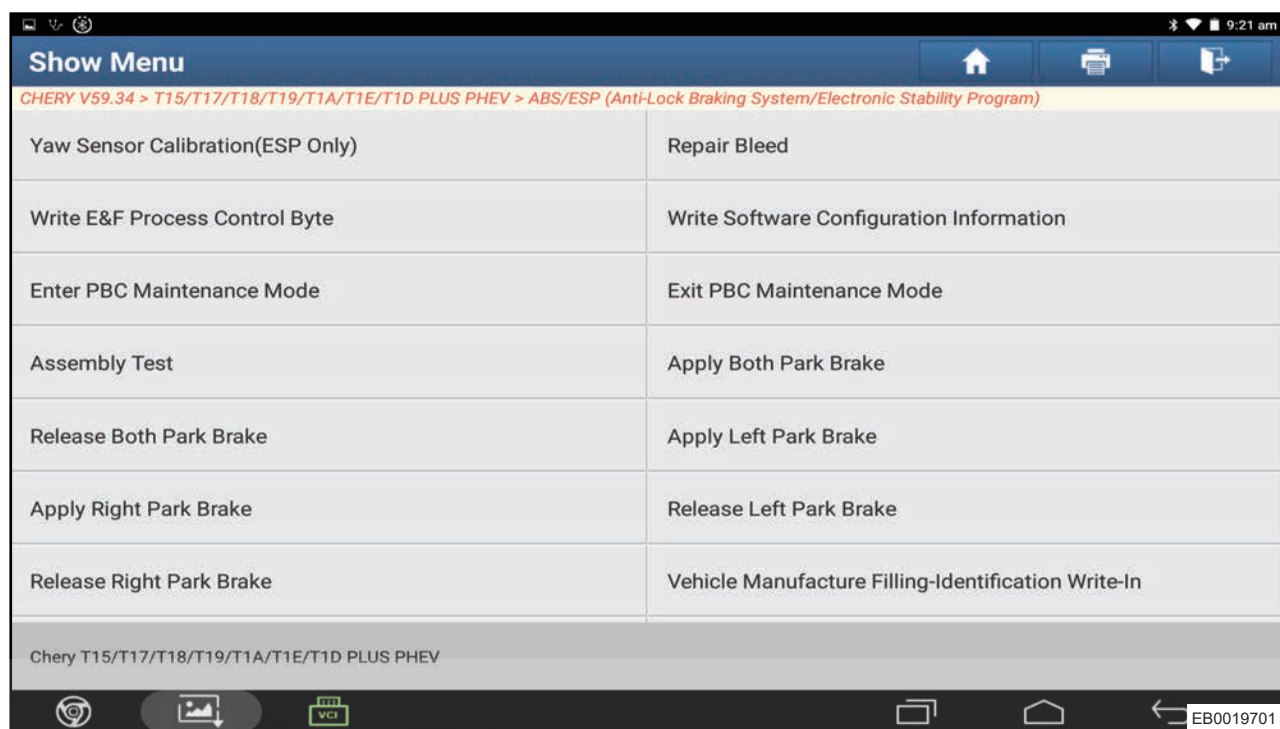 9:21 am
Show Menu
CHERY V59.34 > T15/T17/T18/T19/T1A/T1E/T1D PLUS PHEV > ABS/ESP (Anti-Lock Braking System/Electronic Stability Program)
Yaw Sensor Calibration(ESP Only)
Repair Bleed
Write E&F Process Control Byte
Write Software Configuration Information
Enter PBC Maintenance Mode
Exit PBC Maintenance Mode
Assembly Test
Apply Both Park Brake
Release Both Park Brake
Apply Left Park Brake
Apply Right Park Brake
Release Left Park Brake
Release Right Park Brake
Vehicle Manufacture Filling-Identification Write-In
Chery T15/T17/T18/T19/T1A/T1E/T1D PLUS PHEV
VCI
EB0019701